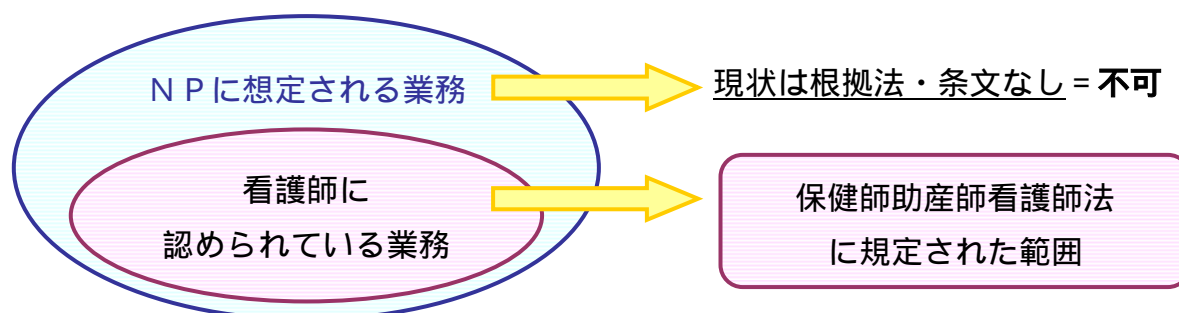 ＮＰに想定される業務
現状は根拠法・条文なし = 不可
看護師に
認められている業務
保健師助産師看護師法
に規定された範囲